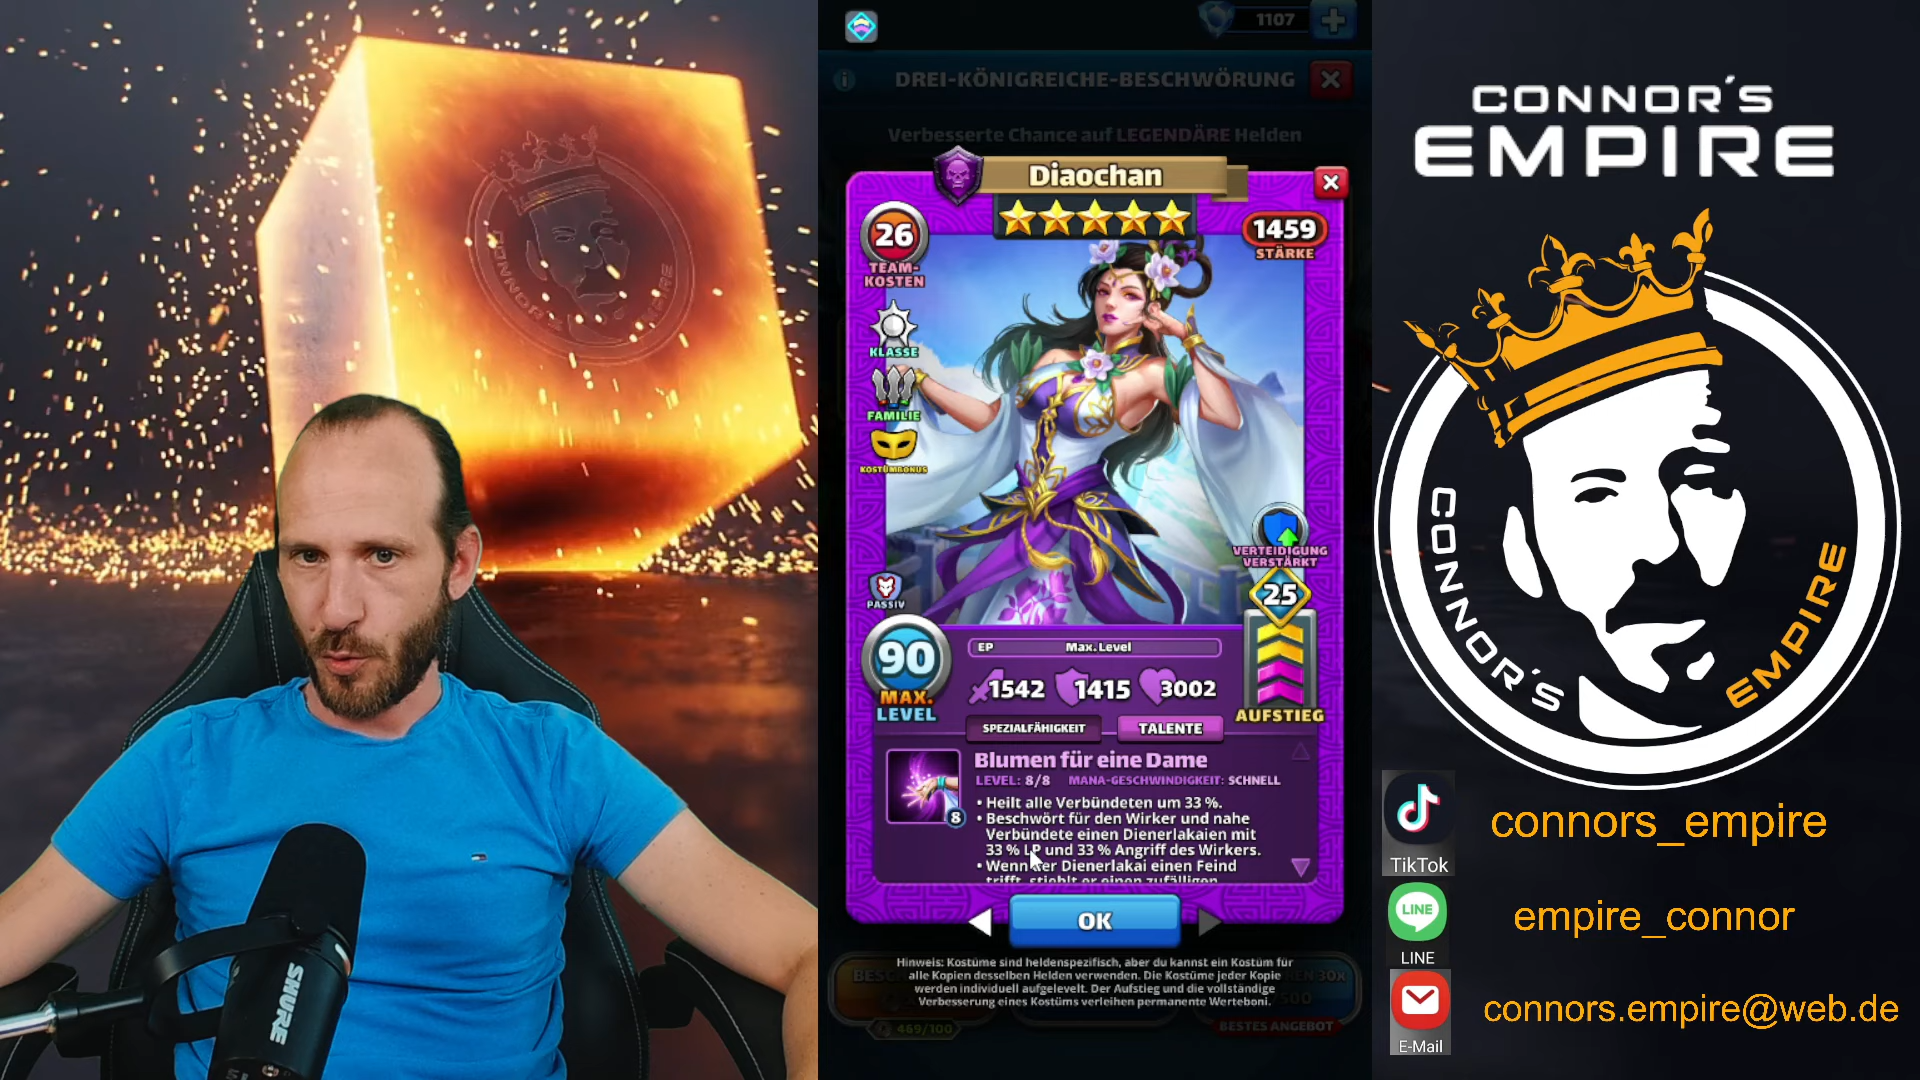 1107
DREI-KÖNIGREICHE-BESCHWÖRUNG
Verbesserte Chance auf LEGENDÄRE Helden
Diaochan
26
TEAM-
KOSTEN
1459
STÄRKE
KLASSE
FAMILIE
KOSTÜMBONUS
VERTEIDIGUNG
VERSTÄRKT
25
PASSIV
90
MAX.
LEVEL
EP Max. Level
1542 1415 3002
AUFSTIEG
SPEZIALFÄHIGKEIT TALENTE
Blumen für eine Dame
LEVEL: 8/8 MANA-GESCHWINDIGKEIT: SCHNELL
8
• Heilt alle Verbündeten um 33 %.
• Beschwört für den Wirker und nahe
Verbündete einen Dienerlakaien mit
33 % LP und 33 % Angriff des Wirkers.
• Wenn der Dienerlakai einen Feind
trifft, stiehlt er einen zufälligen
OK
Hinweis: Kostüme sind heldenspezifisch, aber du kannst ein Kostüm für
alle Kopien desselben Helden verwenden. Die Kostüme jeder Kopie
werden individuell aufgelevelt. Der Aufstieg und die vollständige
Verbesserung eines Kostüms verleihen permanente Werteboni.
469/100
BESTES ANGEBOT
CONNOR'S
EMPIRE
CONNOR'S EMPIRE
TikTok
connors_empire
LINE
LINE
empire_connor
E-Mail
connors.empire@web.de
SHURE